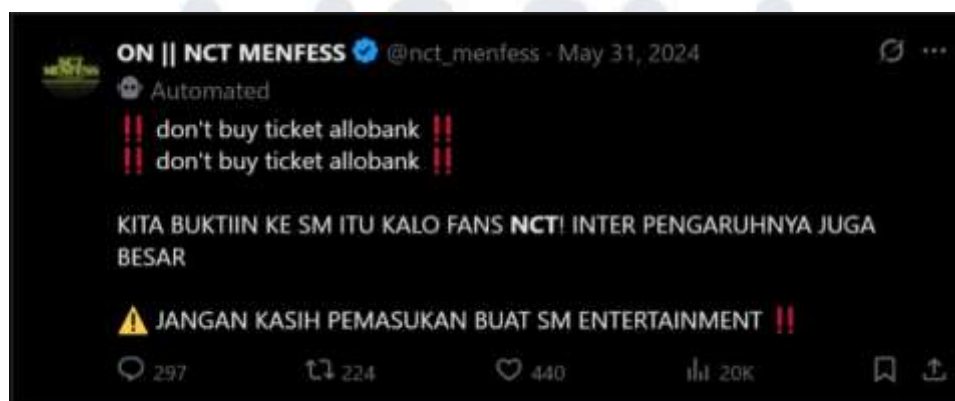 ON || NCT MENFESS @nct_menfess · May 31, 2024
Automated
‼ don't buy ticket allobank ‼
‼ don't buy ticket allobank ‼
KITA BUKTIIN KE SM ITU KALO FANS NCT! INTER PENGARUHNYA JUGA
BESAR
⚠ JANGAN KASIH PEMASUKAN BUAT SM ENTERTAINMENT ‼
297 224 440 20K